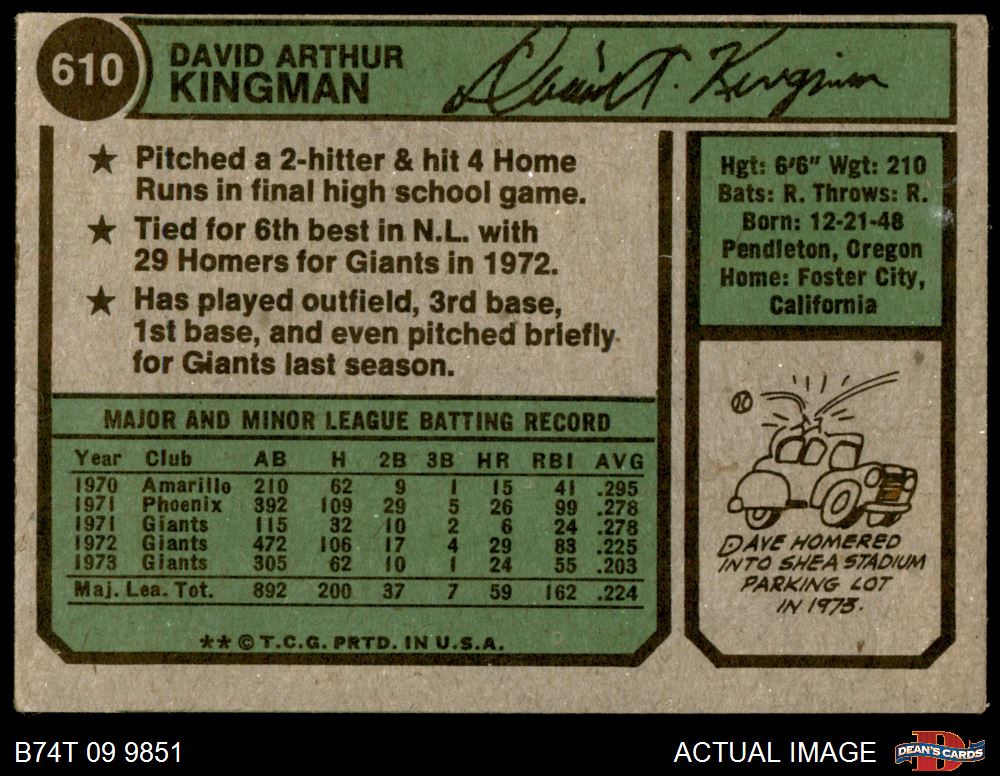 610
DAVID ARTHUR
KINGMAN
David A. Kingman
★ Pitched a 2-hitter & hit 4 Home
Runs in final high school game.
★ Tied for 6th best in N.L. with
29 Homers for Giants in 1972.
★ Has played outfield, 3rd base,
1st base, and even pitched briefly
for Giants last season.
Hgt: 6'6" Wgt: 210
Bats: R. Throws: R.
Born: 12-21-48
Pendleton, Oregon
Home: Foster City,
California
MAJOR AND MINOR LEAGUE BATTING RECORD
Year Club AB H 2B 3B HR RBI AVG
1970 Amarillo 210 62 9 1 15 41 .295
1971 Phoenix 392 109 29 5 26 99 .278
1971 Giants 115 32 10 2 6 24 .278
1972 Giants 472 106 17 4 29 83 .225
1973 Giants 305 62 10 1 24 55 .203
Maj. Lea. Tot. 892 200 37 7 59 162 .224
**© T.C.G. PRTD. IN U.S.A.
DAVE HOMERED
INTO SHEA STADIUM
PARKING LOT
IN 1973.
B74T 09 9851
ACTUAL IMAGE
DEAN'S CARDS